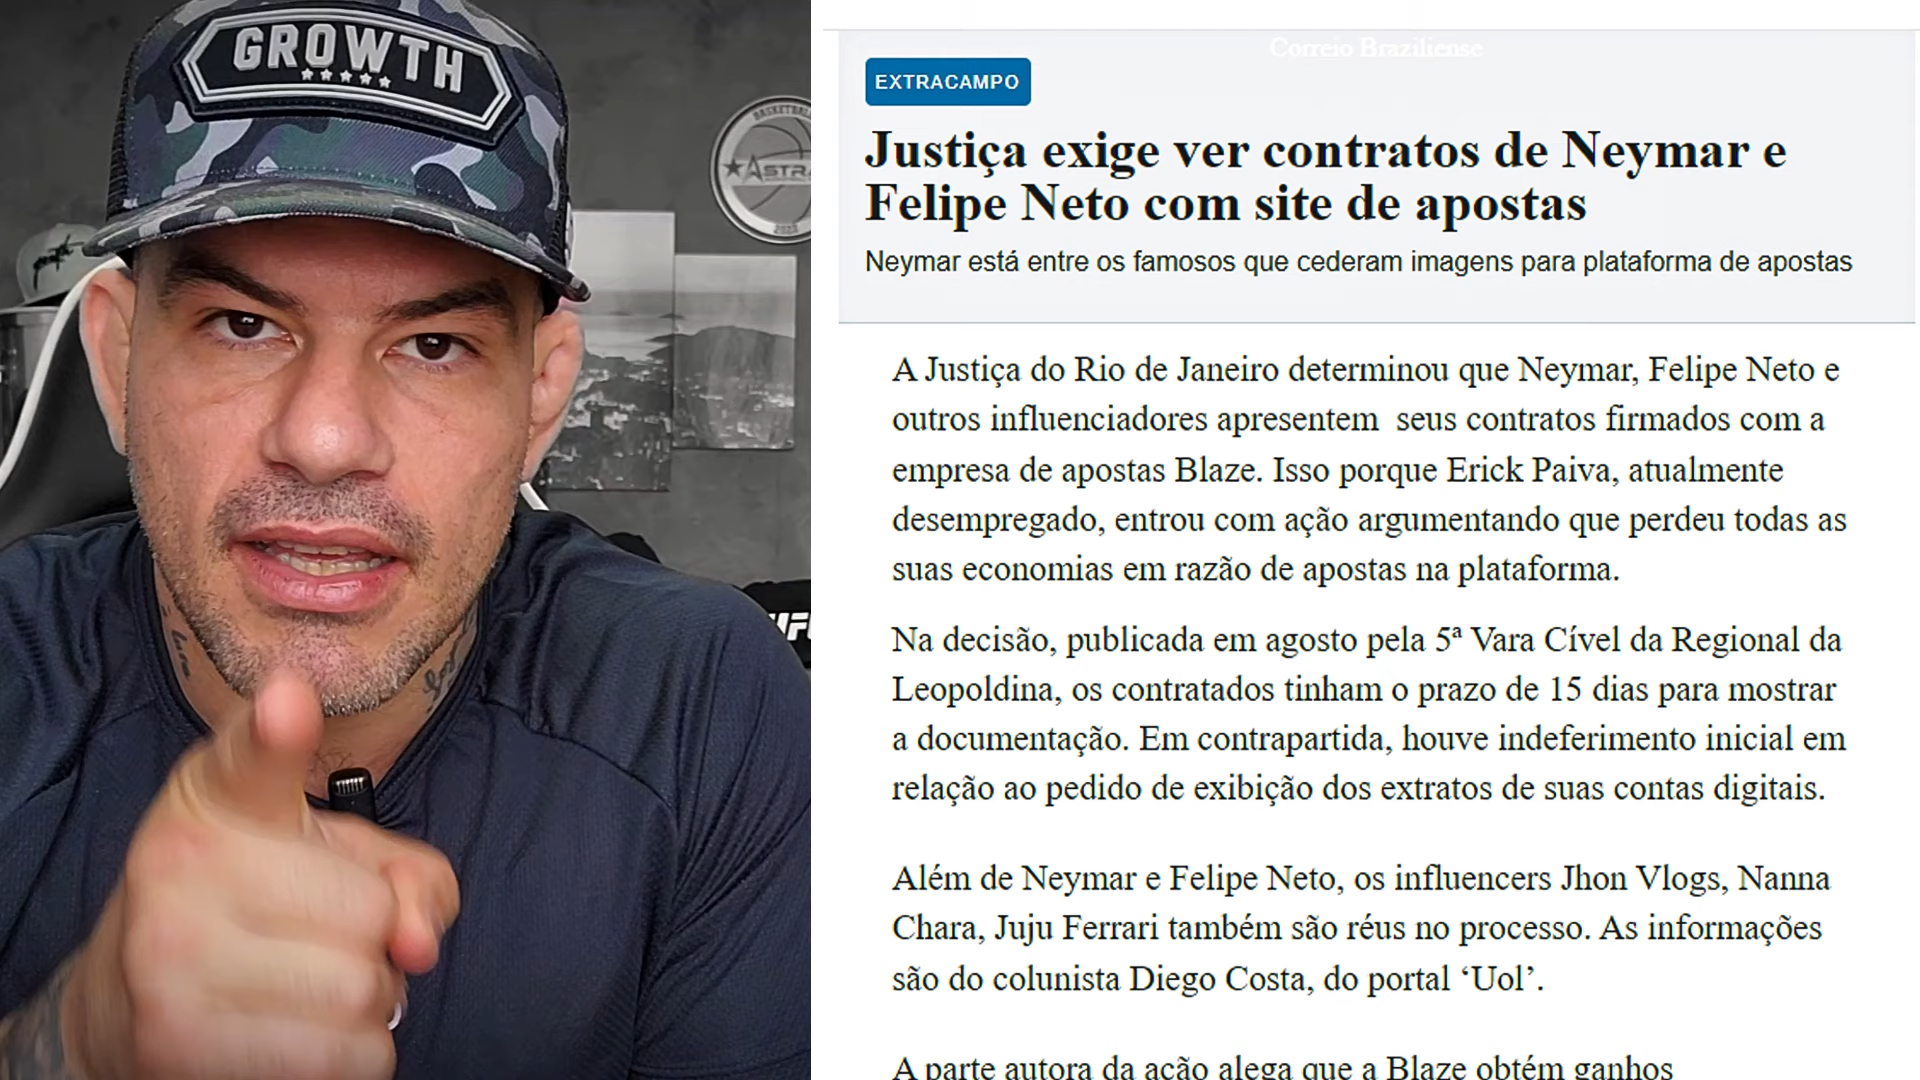 GROWTH
BASKETBALL
ASTRA
2020
UF
Correio Braziliense
EXTRACAMPO
Justiça exige ver contratos de Neymar e
Felipe Neto com site de apostas
Neymar está entre os famosos que cederam imagens para plataforma de apostas
A Justiça do Rio de Janeiro determinou que Neymar, Felipe Neto e
outros influenciadores apresentem  seus contratos firmados com a
empresa de apostas Blaze. Isso porque Erick Paiva, atualmente
desempregado, entrou com ação argumentando que perdeu todas as
suas economias em razão de apostas na plataforma.
Na decisão, publicada em agosto pela 5ª Vara Cível da Regional da
Leopoldina, os contratados tinham o prazo de 15 dias para mostrar
a documentação. Em contrapartida, houve indeferimento inicial em
relação ao pedido de exibição dos extratos de suas contas digitais.
Além de Neymar e Felipe Neto, os influencers Jhon Vlogs, Nanna
Chara, Juju Ferrari também são réus no processo. As informações
são do colunista Diego Costa, do portal ‘Uol’.
A parte autora da ação alega que a Blaze obtém ganhos